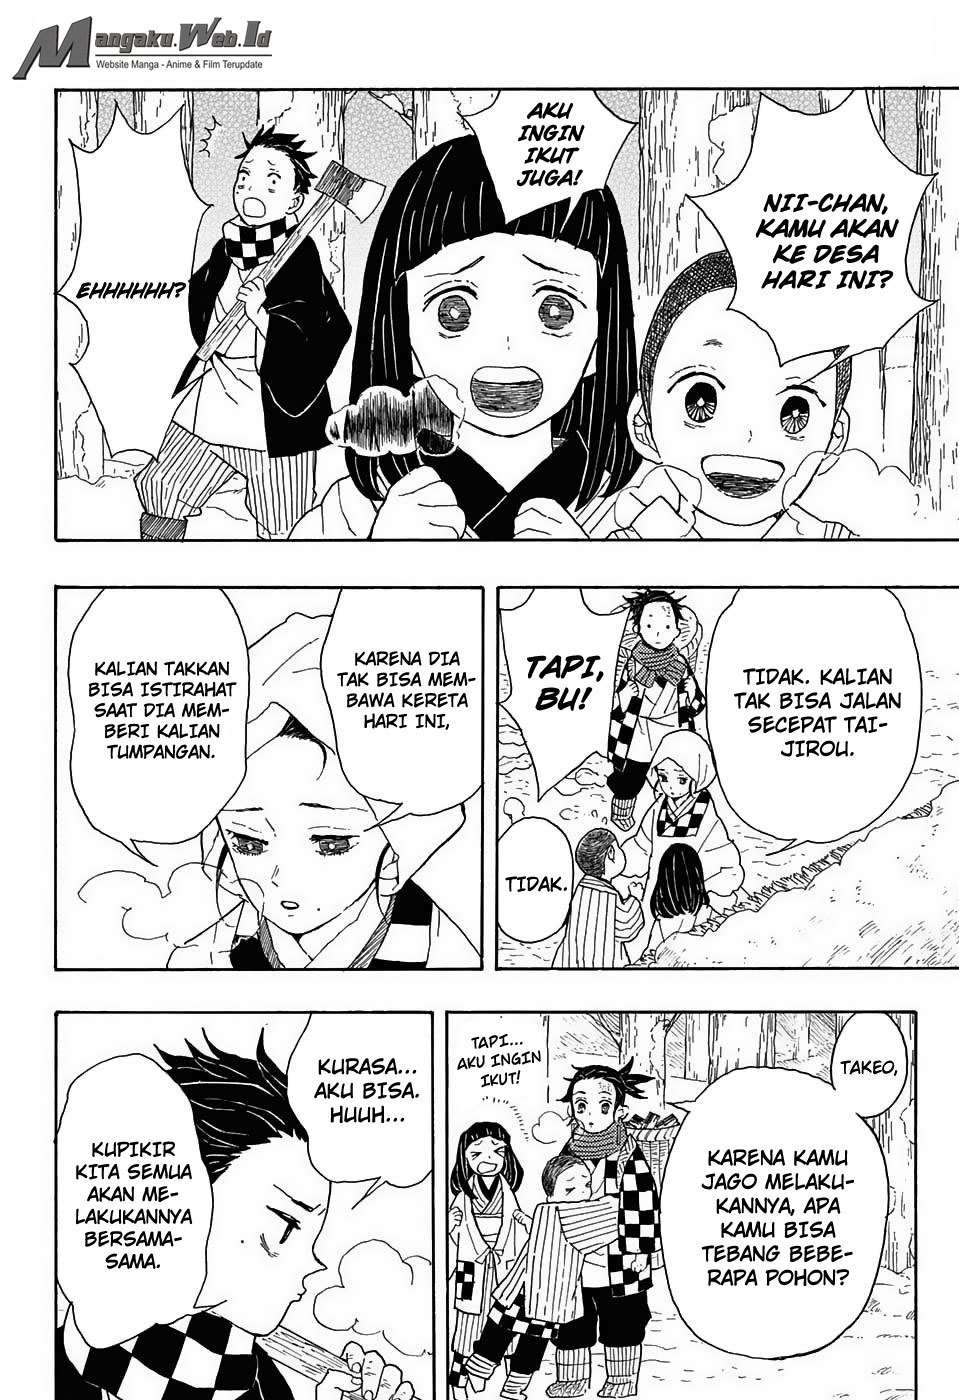 Mangaku.Web.Id
Website Manga - Anime & Film Terupdate
NII-CHAN,
KAMU AKAN
KE DESA
HARI INI?
AKU
INGIN
IKUT
JUGA!
EHHHHHH?
TIDAK. KALIAN
TAK BISA JALAN
SECEPAT TAI-
JIROU.
TAPI,
BU!
TIDAK.
KARENA DIA
TAK BISA MEM-
BAWA KERETA
HARI INI,
KALIAN TAKKAN
BISA ISTIRAHAT
SAAT DIA MEM-
BERI KALIAN
TUMPANGAN.
TAKEO,
KARENA KAMU
JAGO MELAKU-
KANNYA, APA
KAMU BISA
TEBANG BEBE-
RAPA POHON?
TAPI...
AKU INGIN
IKUT!
KURASA...
AKU BISA.
HUUH...
KUPIKIR
KITA SEMUA
AKAN ME-
LAKUKANNYA
BERSAMA-
SAMA.